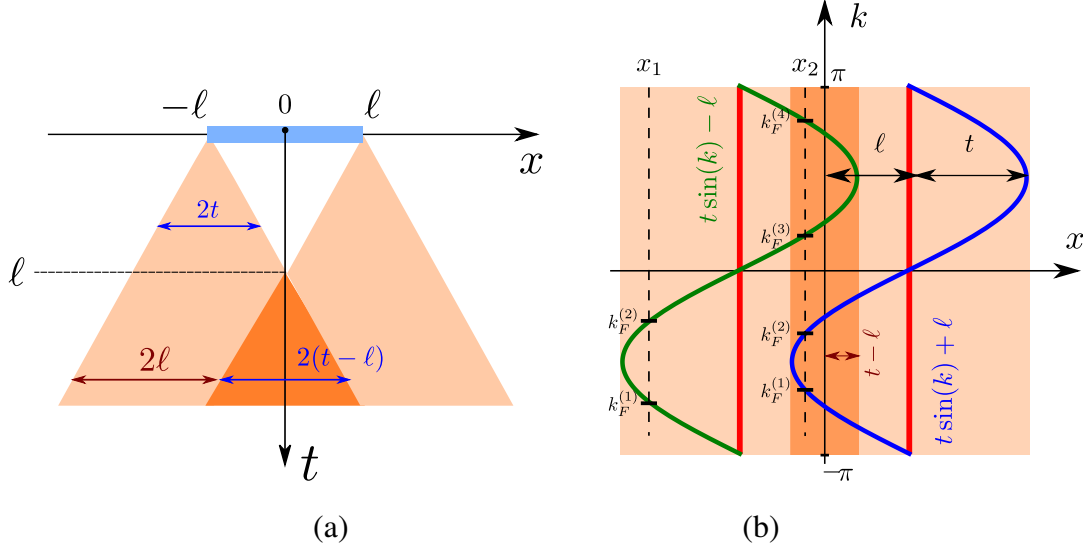 −ℓ
0
ℓ
x
2t
ℓ
2ℓ
2(t − ℓ)
t
(a)
k
x₁
x₂
π
k_F^{(4)}
t sin(k) − ℓ
ℓ
t
k_F^{(3)}
x
k_F^{(2)}
k_F^{(2)}
t − ℓ
k_F^{(1)}
k_F^{(1)}
t sin(k) + ℓ
−π
(b)